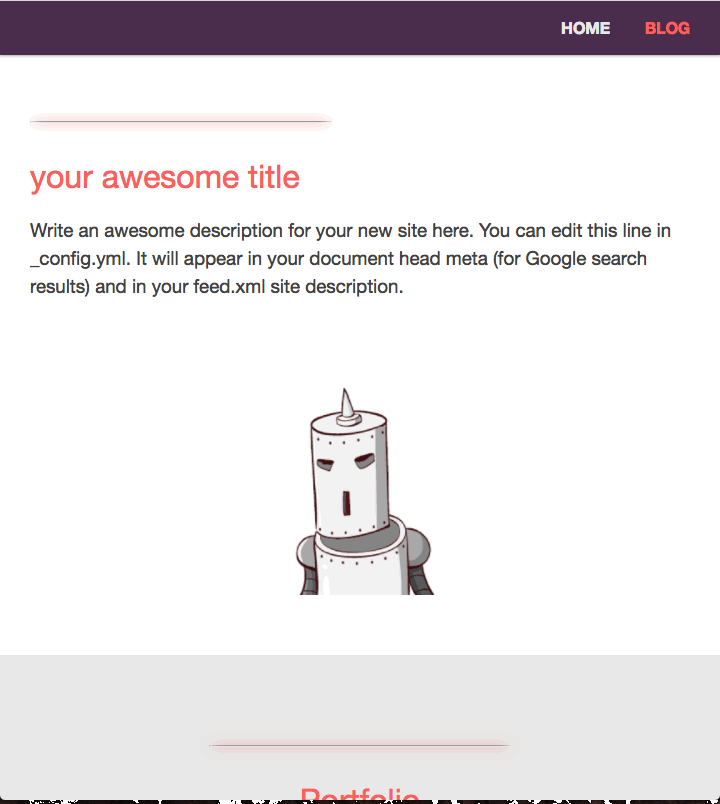 HOME BLOG
your awesome title
Write an awesome description for your new site here. You can edit this line in
_config.yml. It will appear in your document head meta (for Google search
results) and in your feed.xml site description.
Portfolio